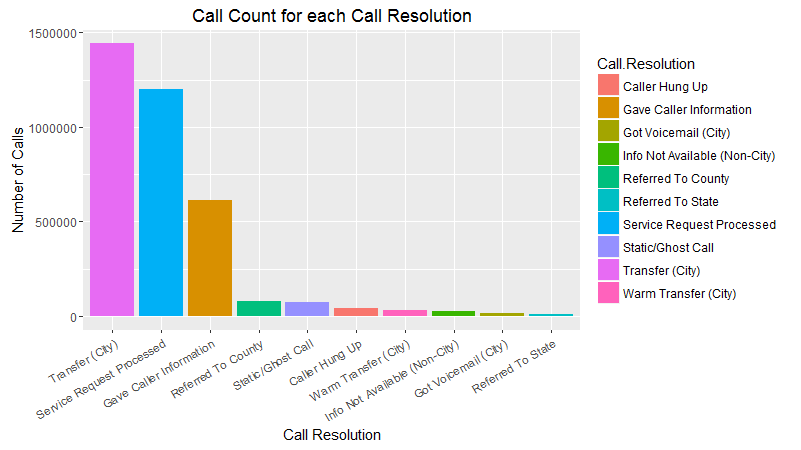 Call Count for each Call Resolution
Number of Calls
1500000
1000000
500000
0
Transfer (City)
Service Request Processed
Gave Caller Information
Referred To County
Static/Ghost Call
Caller Hung Up
Warm Transfer (City)
Info Not Available (Non-City)
Got Voicemail (City)
Referred To State
Call Resolution
Call.Resolution
Caller Hung Up
Gave Caller Information
Got Voicemail (City)
Info Not Available (Non-City)
Referred To County
Referred To State
Service Request Processed
Static/Ghost Call
Transfer (City)
Warm Transfer (City)